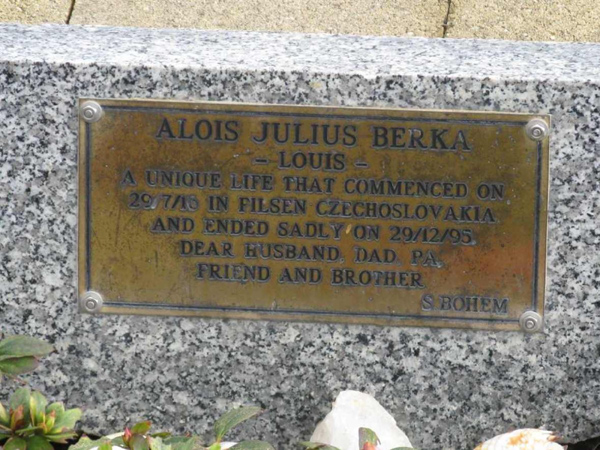 ALOIS JULIUS BERKA
- LOUIS -
A UNIQUE LIFE THAT COMMENCED ON
29/7/16 IN PILSEN CZECHOSLOVAKIA
AND ENDED SADLY ON 29/12/95.
DEAR HUSBAND, DAD, PA,
FRIEND AND BROTHER
S BOHEM